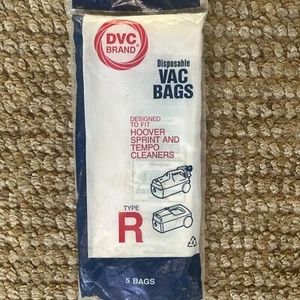 DVC
BRAND
Disposable
VAC
BAGS
DESIGNED
TO FIT
HOOVER
SPRINT AND
TEMPO
CLEANERS
TYPE
R
5 BAGS